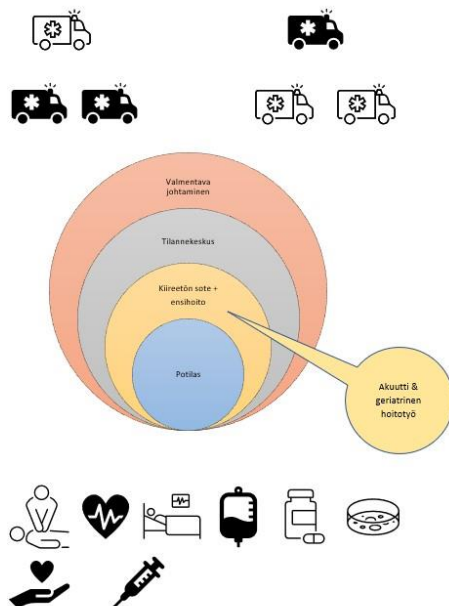 Valmentava
johtaminen
Tilannekeskus
Kiireetön sote +
ensihoito
Potilas
Akuutti &
geriatrinen
hoitotyö